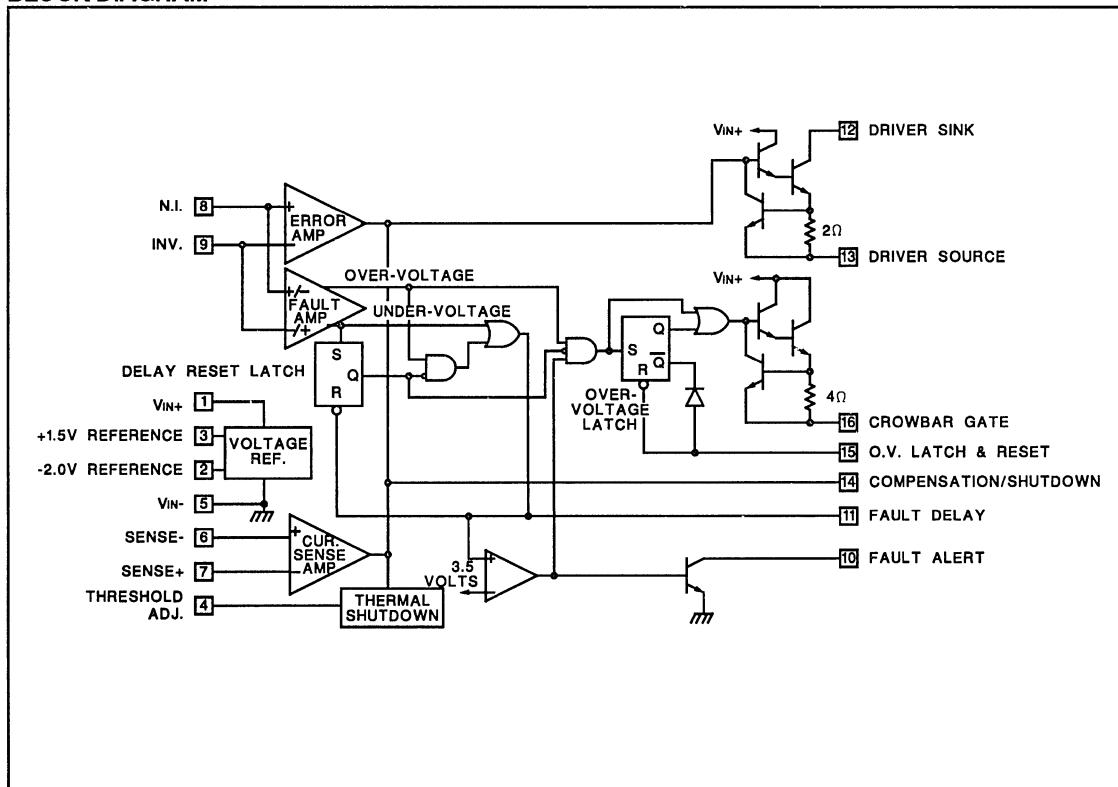 BLOCK DIAGRAM
VIN+
12 DRIVER SINK
N.I. 8
+
ERROR
AMP
INV. 9
−
2Ω
13 DRIVER SOURCE
OVER-VOLTAGE
VIN+
+/−
FAULT
AMP
−/+
UNDER-VOLTAGE
S
Q
R
DELAY RESET LATCH
S
Q
Q
R
OVER-
VOLTAGE
LATCH
4Ω
16 CROWBAR GATE
VIN+ 1
+1.5V REFERENCE 3
VOLTAGE
REF.
-2.0V REFERENCE 2
15 O.V. LATCH & RESET
14 COMPENSATION/SHUTDOWN
VIN- 5
11 FAULT DELAY
SENSE- 6
+
CUR.
SENSE
AMP
SENSE+ 7
−
3.5
VOLTS
+
−
10 FAULT ALERT
THRESHOLD
ADJ. 4
THERMAL
SHUTDOWN